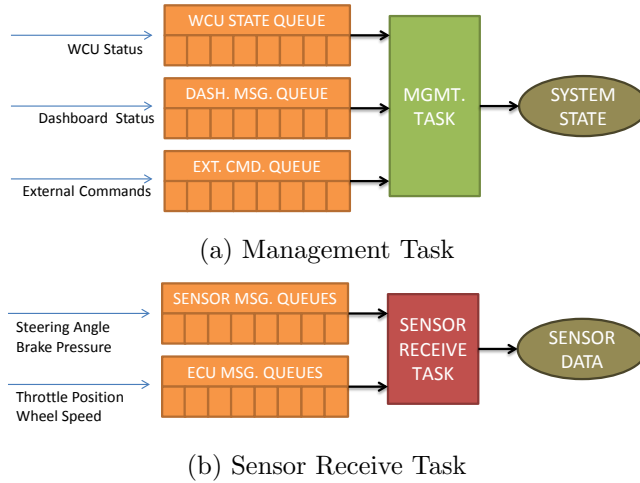 WCU STATE QUEUE
WCU Status
DASH. MSG. QUEUE
Dashboard Status
EXT. CMD. QUEUE
External Commands
MGMT.
TASK
SYSTEM
STATE
(a) Management Task
SENSOR MSG. QUEUES
Steering Angle
Brake Pressure
ECU MSG. QUEUES
Throttle Position
Wheel Speed
SENSOR
RECEIVE
TASK
SENSOR
DATA
(b) Sensor Receive Task